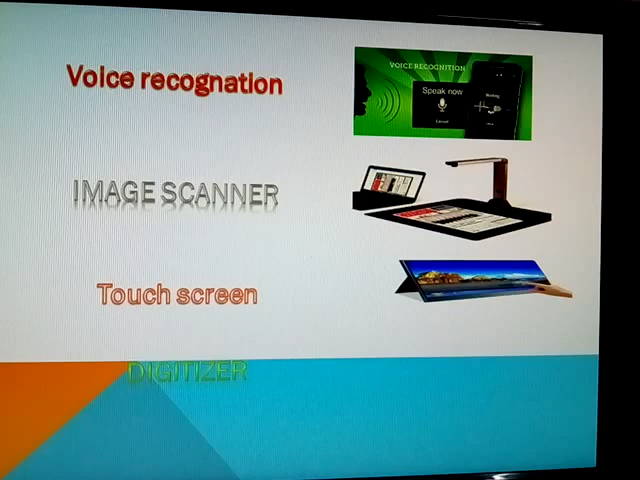 Voice recognation
VOICE RECOGNITION
Speak now
Cancel
Working
IMAGE SCANNER
Touch screen
DIGITIZER